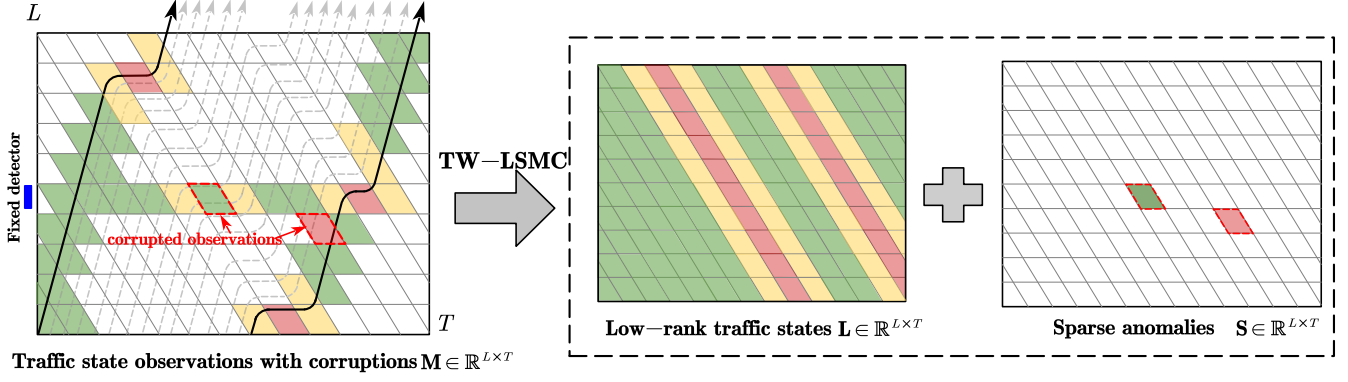 L
Fixed detector
corrupted observations
T
Traffic state observations with corruptions M ∈ ℝ^{L×T}
TW−LSMC
Low−rank traffic states L ∈ ℝ^{L×T}
Sparse anomalies S ∈ ℝ^{L×T}